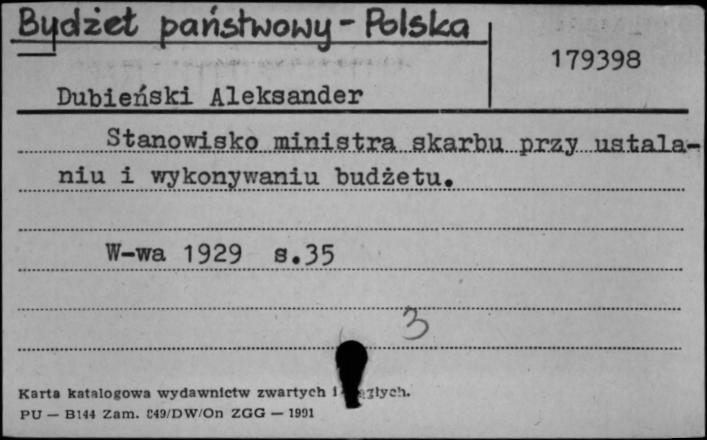 Budżet państwowy - Polska
179398
Dubieński Aleksander
Stanowisko ministra skarbu przy ustala-
niu i wykonywaniu budżetu.
W-wa 1929 s.35
3
Karta katalogowa wydawnictw zwartych i
PU — B144 Zam. 849/DW/On ZGG — 1991